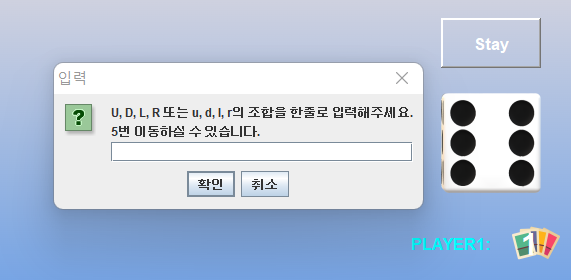 Stay
입력
U, D, L, R 또는 u, d, l, r의 조합을 한줄로 입력해주세요.
5번 이동하실 수 있습니다.
확인 취소
PLAYER1: 1